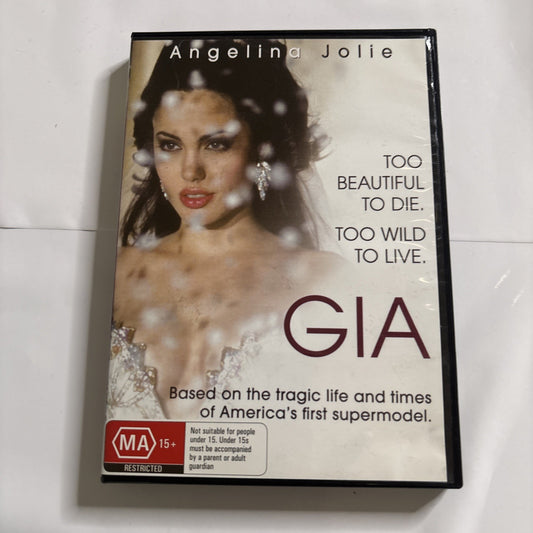 Angelina Jolie
TOO
BEAUTIFUL
TO DIE.
TOO WILD
TO LIVE.
GIA
Based on the tragic life and times
of America's first supermodel.
MA 15+
RESTRICTED
Not suitable for people
under 15. Under 15s
must be accompanied
by a parent or adult
guardian